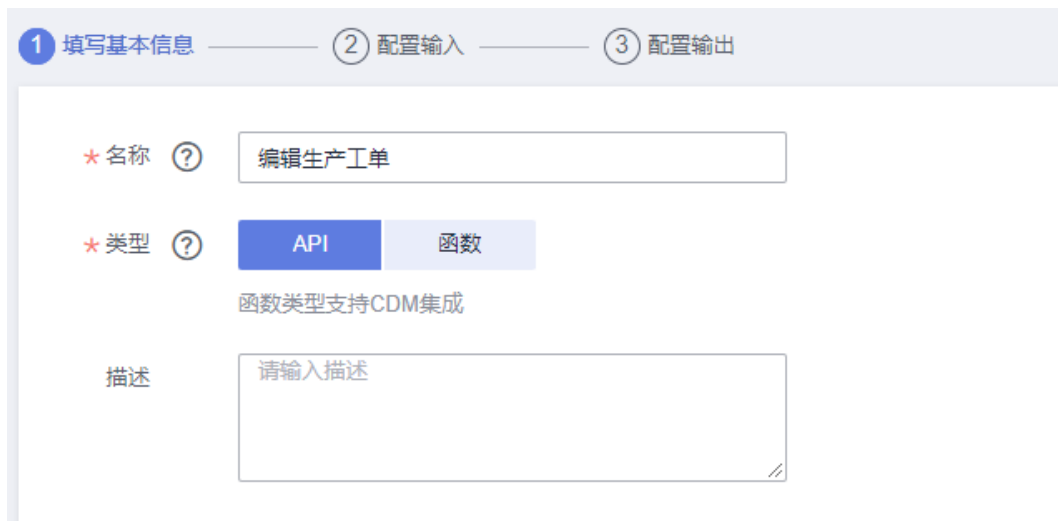 1 填写基本信息 2 配置输入 3 配置输出
* 名称 ? 编辑生产工单
* 类型 ? API 函数
函数类型支持CDM集成
描述 请输入描述